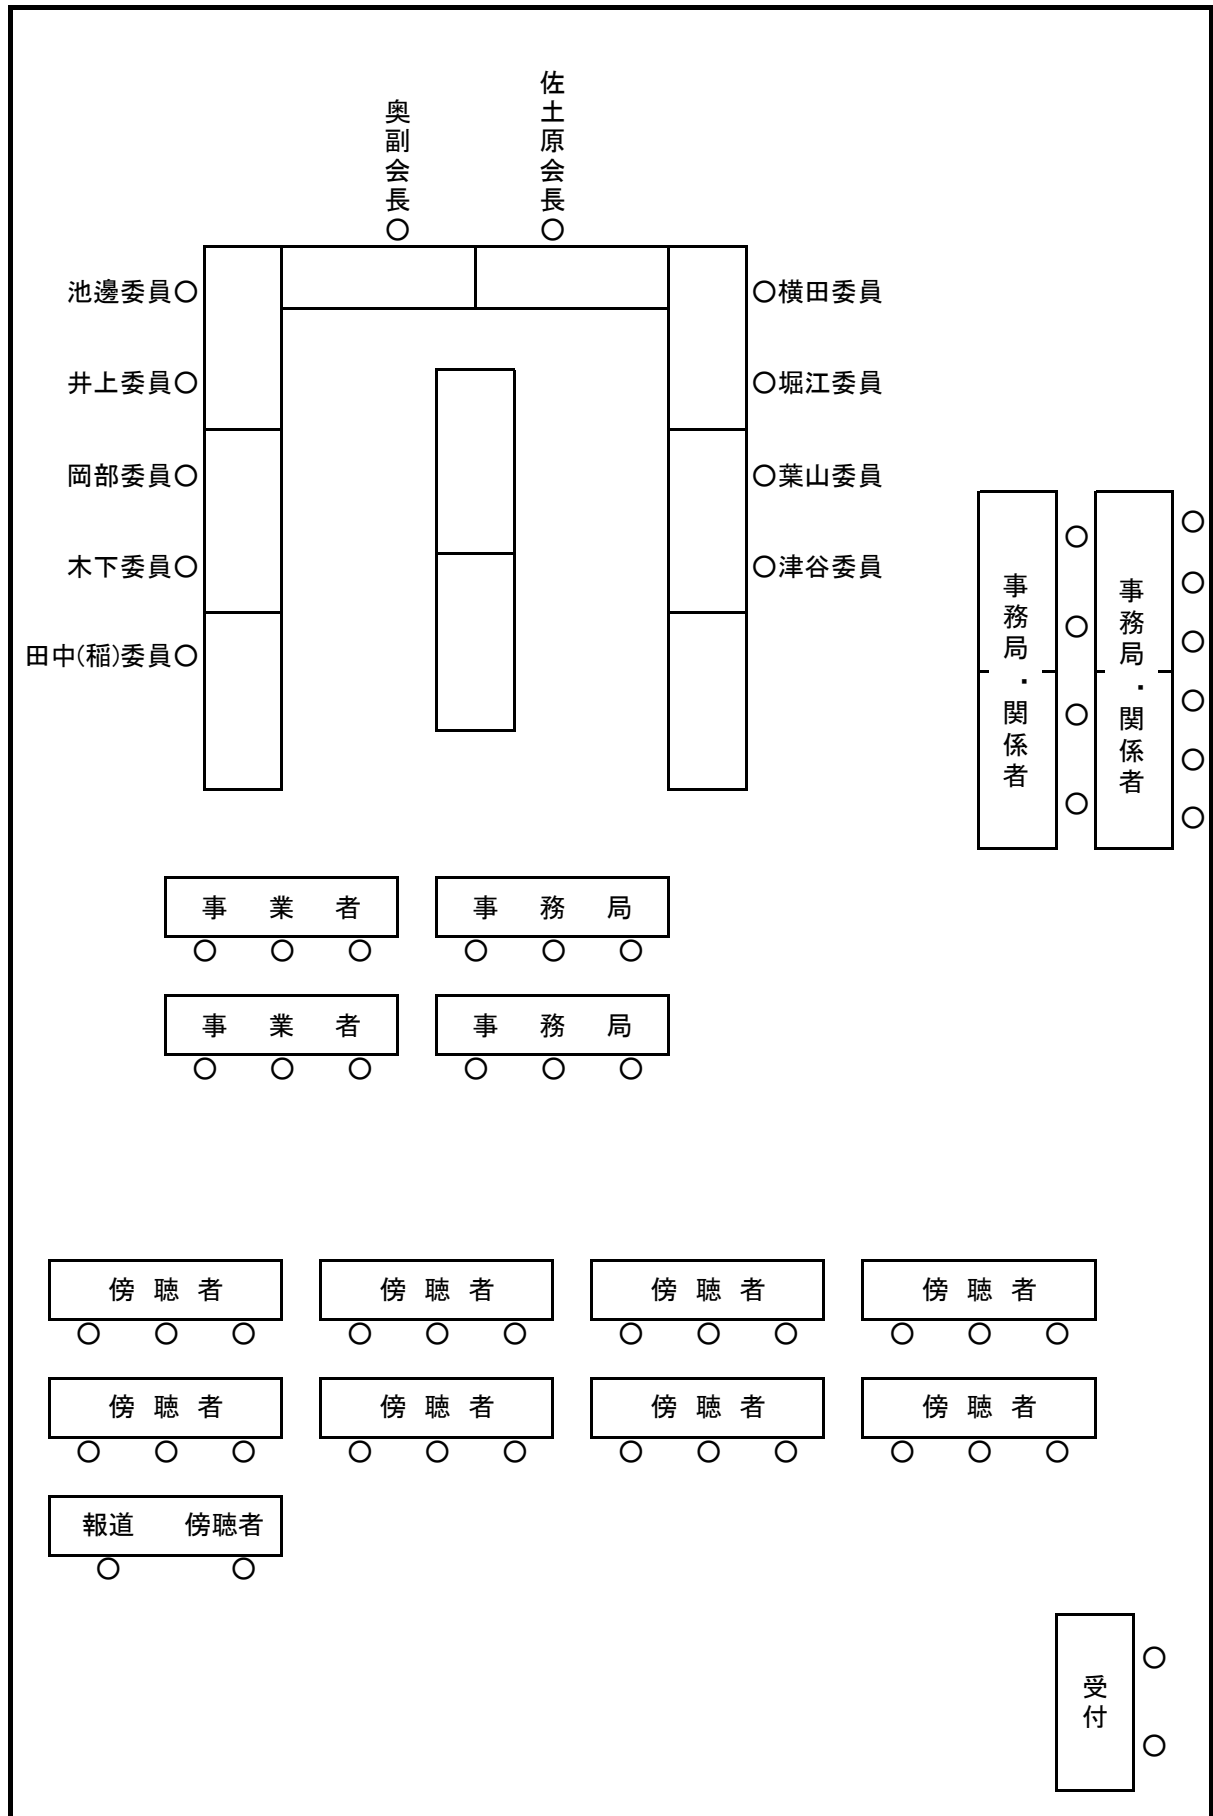 佐土原会長
奥副会長
池邊委員○
○横田委員
井上委員○
○堀江委員
岡部委員○
○葉山委員
木下委員○
○津谷委員
田中(稲)委員○
事務局・関係者
事務局・関係者
事業者
事務局
事業者
事務局
傍聴者
傍聴者
傍聴者
傍聴者
傍聴者
傍聴者
傍聴者
傍聴者
報道 傍聴者
受付